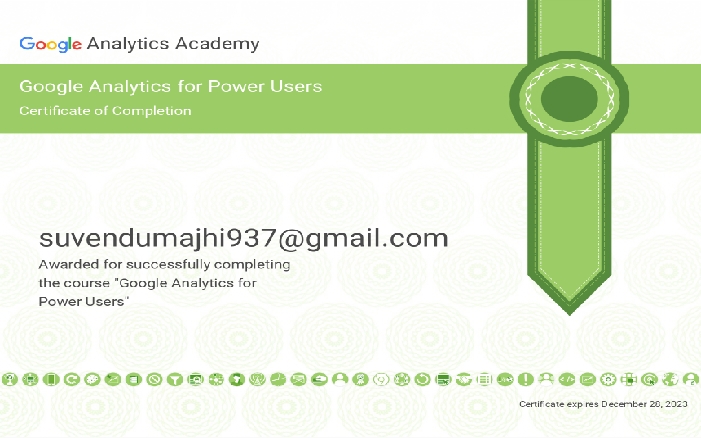 Google Analytics Academy
Google Analytics for Power Users
Certificate of Completion
suvendumajhi937@gmail.com
Awarded for successfully completing
the course "Google Analytics for
Power Users"
Certificate expires December 28, 2023